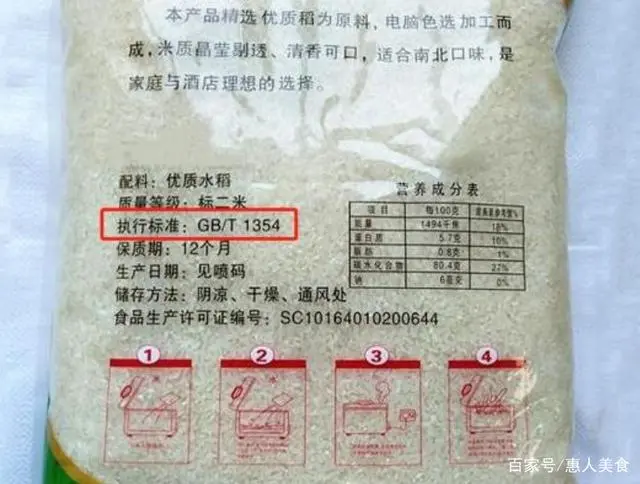 本产品精选优质稻为原料，电脑色选加工而
成，米质晶莹剔透、清香可口，适合南北口味，是
家庭与酒店理想的选择。
配料：优质水稻
质量等级：标二米
执行标准：GB/T 1354
保质期：12个月
生产日期：见喷码
储存方法：阴凉、干燥、通风处
食品生产许可证编号：SC10164010200644
营养成分表
项目 每100克 营养素参考值%
能量 1494千焦 18%
蛋白质 5.7克 10%
脂肪 0.8克 1%
碳水化合物 80.4克 27%
钠 6毫克 0%
1 2 3 4
百家号/惠人美食